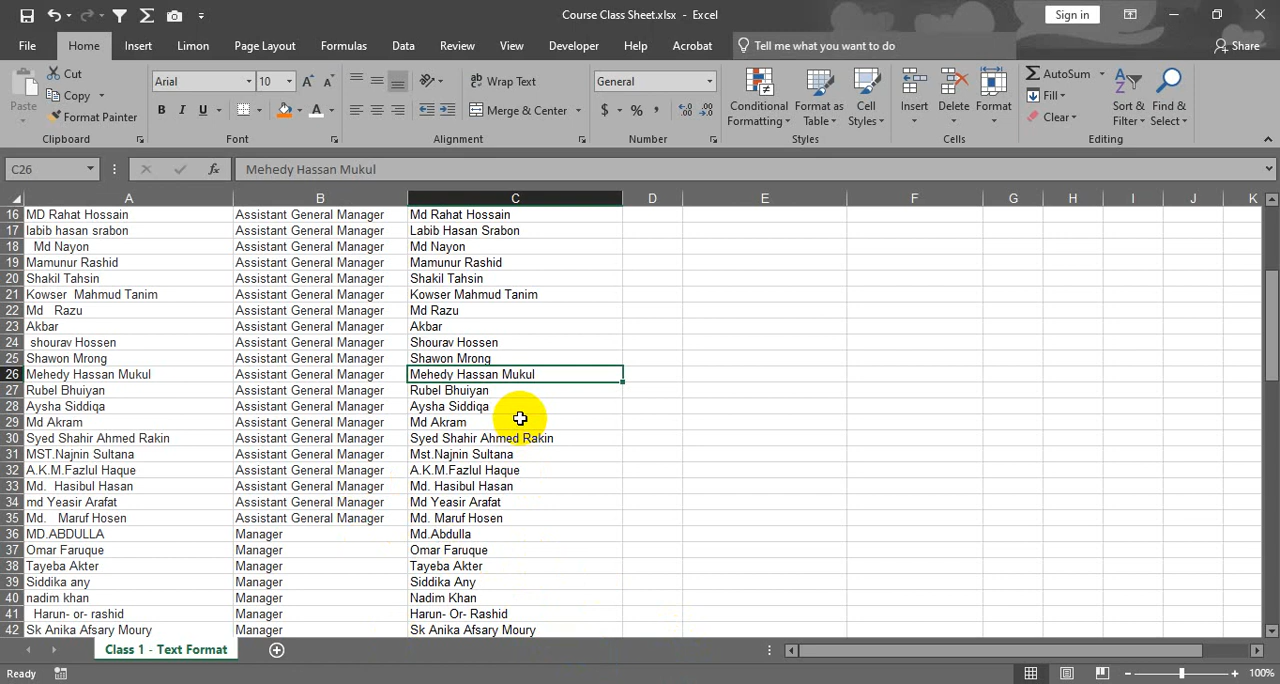 Course Class Sheet.xlsx - Excel
Sign in
File Home Insert Limon Page Layout Formulas Data Review View Developer Help Acrobat Tell me what you want to do Share
Paste Cut
Copy
Format Painter
Clipboard
Arial 10
B I U
Font
Wrap Text
Merge & Center
Alignment
General
Number
Conditional Formatting
Format as Table
Cell Styles
Styles
Insert Delete Format
Cells
AutoSum
Fill
Clear
Sort & Filter
Find & Select
Editing
C26 fx Mehedy Hassan Mukul
A B C D E F G H I J K
16 MD Rahat Hossain Assistant General Manager Md Rahat Hossain
17 labib hasan srabon Assistant General Manager Labib Hasan Srabon
18 Md Nayon Assistant General Manager Md Nayon
19 Mamunur Rashid Assistant General Manager Mamunur Rashid
20 Shakil Tahsin Assistant General Manager Shakil Tahsin
21 Kowser Mahmud Tanim Assistant General Manager Kowser Mahmud Tanim
22 Md Razu Assistant General Manager Md Razu
23 Akbar Assistant General Manager Akbar
24 shourav Hossen Assistant General Manager Shourav Hossen
25 Shawon Mrong Assistant General Manager Shawon Mrong
26 Mehedy Hassan Mukul Assistant General Manager Mehedy Hassan Mukul
27 Rubel Bhuiyan Assistant General Manager Rubel Bhuiyan
28 Aysha Siddiqa Assistant General Manager Aysha Siddiqa
29 Md Akram Assistant General Manager Md Akram
30 Syed Shahir Ahmed Rakin Assistant General Manager Syed Shahir Ahmed Rakin
31 MST.Najnin Sultana Assistant General Manager Mst.Najnin Sultana
32 A.K.M.Fazlul Haque Assistant General Manager A.K.M.Fazlul Haque
33 Md. Hasibul Hasan Assistant General Manager Md. Hasibul Hasan
34 md Yeasir Arafat Assistant General Manager Md Yeasir Arafat
35 Md. Maruf Hosen Assistant General Manager Md. Maruf Hosen
36 MD.ABDULLA Manager Md.Abdulla
37 Omar Faruque Manager Omar Faruque
38 Tayeba Akter Manager Tayeba Akter
39 Siddika any Manager Siddika Any
40 nadim khan Manager Nadim Khan
41 Harun- or- rashid Manager Harun- Or- Rashid
42 Sk Anika Afsary Moury Manager Sk Anika Afsary Moury
Class 1 - Text Format
Ready
100%